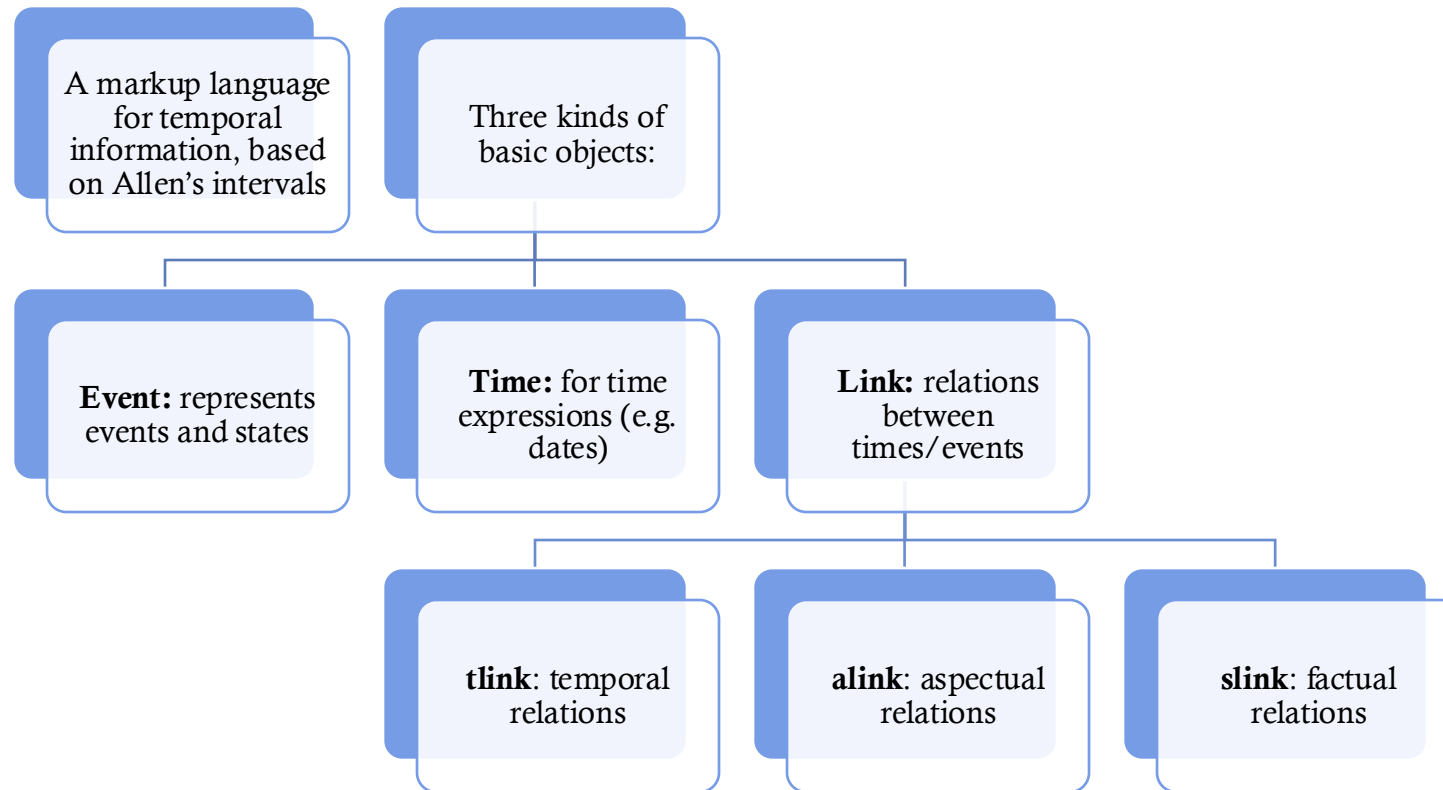 A markup language
for temporal
information, based
on Allen’s intervals
Three kinds of
basic objects:
Event: represents
events and states
Time: for time
expressions (e.g.
dates)
Link: relations
between
times/events
tlink: temporal
relations
alink: aspectual
relations
slink: factual
relations